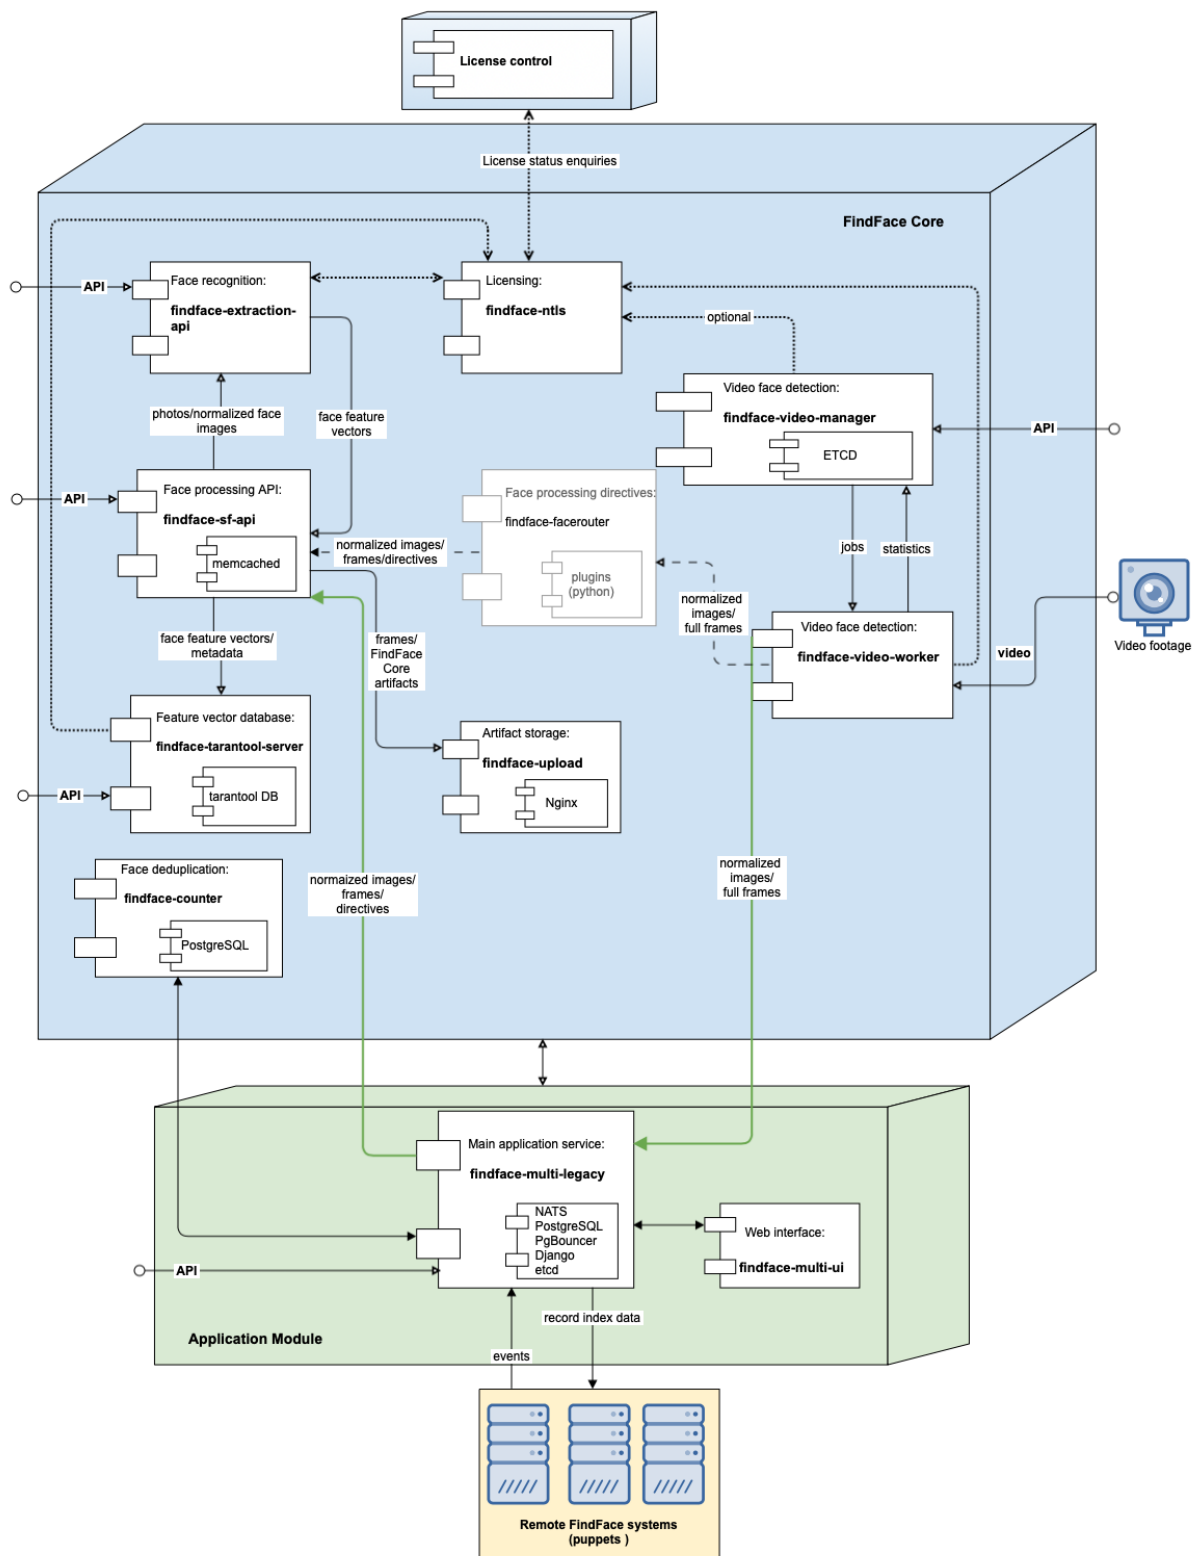 License control
License status enquiries
FindFace Core
API
Face recognition:
findface-extraction-
api
Licensing:
findface-ntls
optional
Video face detection:
findface-video-manager
ETCD
API
photos/normalized face
images
face feature
vectors
API
Face processing API:
findface-sf-api
memcached
normalized images/
frames/directives
Face processing directives:
findface-facerouter
plugins
(python)
jobs
statistics
normalized
images/
full frames
Video face detection:
findface-video-worker
video
Video footage
face feature vectors/
metadata
frames/
FindFace
Core
artifacts
Feature vector database:
findface-tarantool-server
tarantool DB
API
Artifact storage:
findface-upload
Nginx
Face deduplication:
findface-counter
PostgreSQL
normaized images/
frames/
directives
normalized
images/
full frames
Main application service:
findface-multi-legacy
NATS
PostgreSQL
PgBouncer
Django
etcd
Web interface:
findface-multi-ui
API
Application Module
record index data
events
Remote FindFace systems
(puppets )